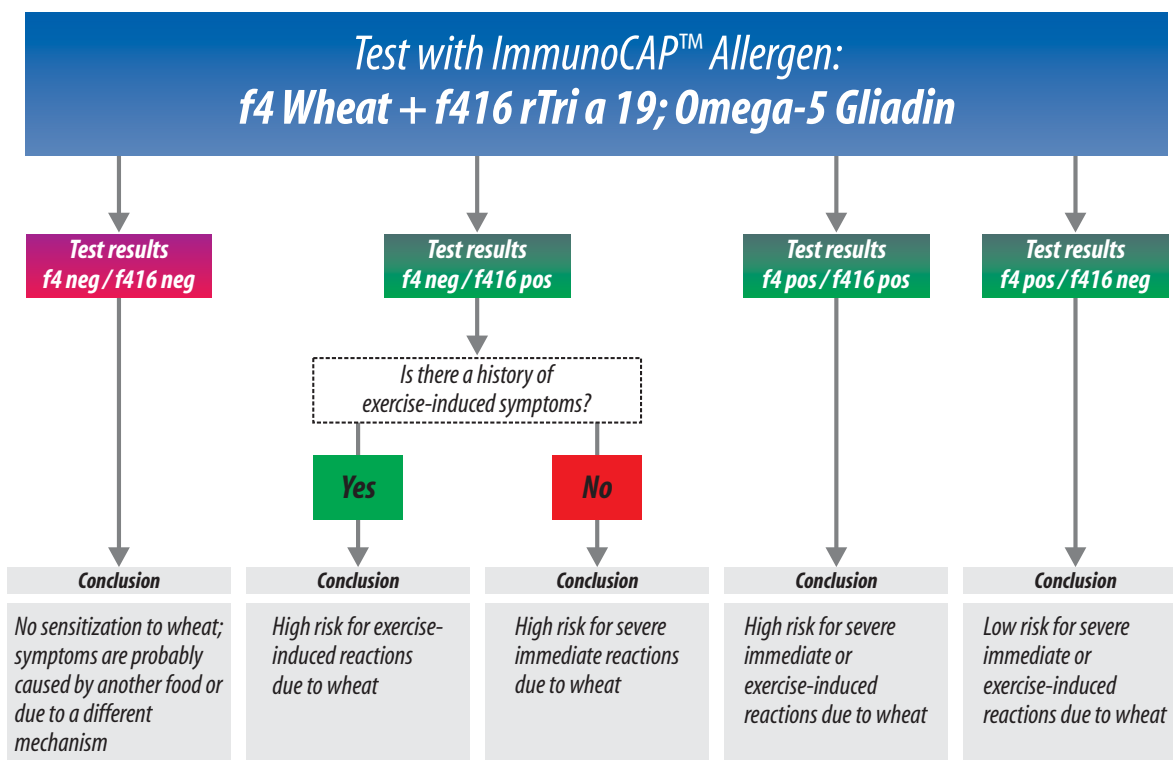 Test with ImmunoCAP™ Allergen:
f4 Wheat + f416 rTri a 19; Omega-5 Gliadin
Test results
f4 neg / f416 neg
Test results
f4 neg / f416 pos
Test results
f4 pos / f416 pos
Test results
f4 pos / f416 neg
Is there a history of
exercise-induced symptoms?
Yes
No
Conclusion
No sensitization to wheat;
symptoms are probably
caused by another food or
due to a different
mechanism
Conclusion
High risk for exercise-
induced reactions
due to wheat
Conclusion
High risk for severe
immediate reactions
due to wheat
Conclusion
High risk for severe
immediate or
exercise-induced
reactions due to wheat
Conclusion
Low risk for severe
immediate or
exercise-induced
reactions due to wheat